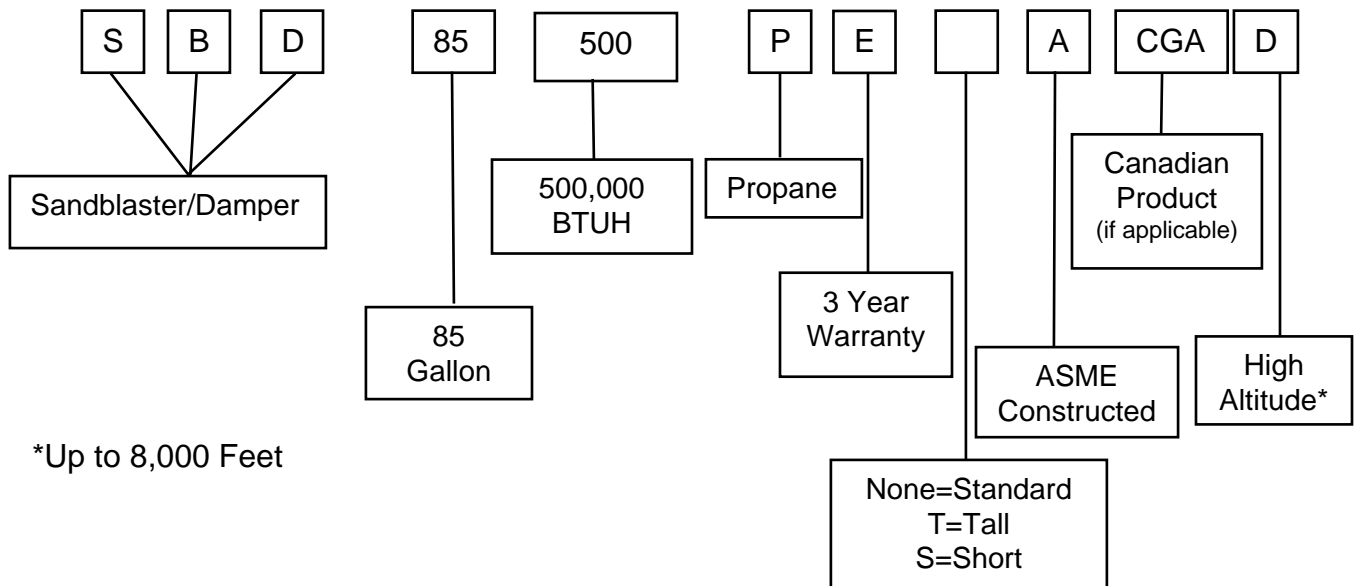 S B D 85 500 P E A CGA D
Sandblaster/Damper
85
Gallon
500,000
BTUH
Propane
3 Year
Warranty
None=Standard
T=Tall
S=Short
ASME
Constructed
Canadian
Product
(if applicable)
High
Altitude*
*Up to 8,000 Feet